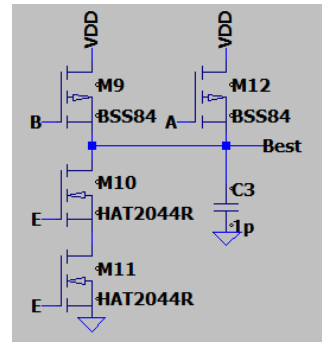 VDD
VDD
M9
M12
B
BSS84
A
BSS84
Best
M10
C3
E
HAT2044R
1p
M11
E
HAT2044R